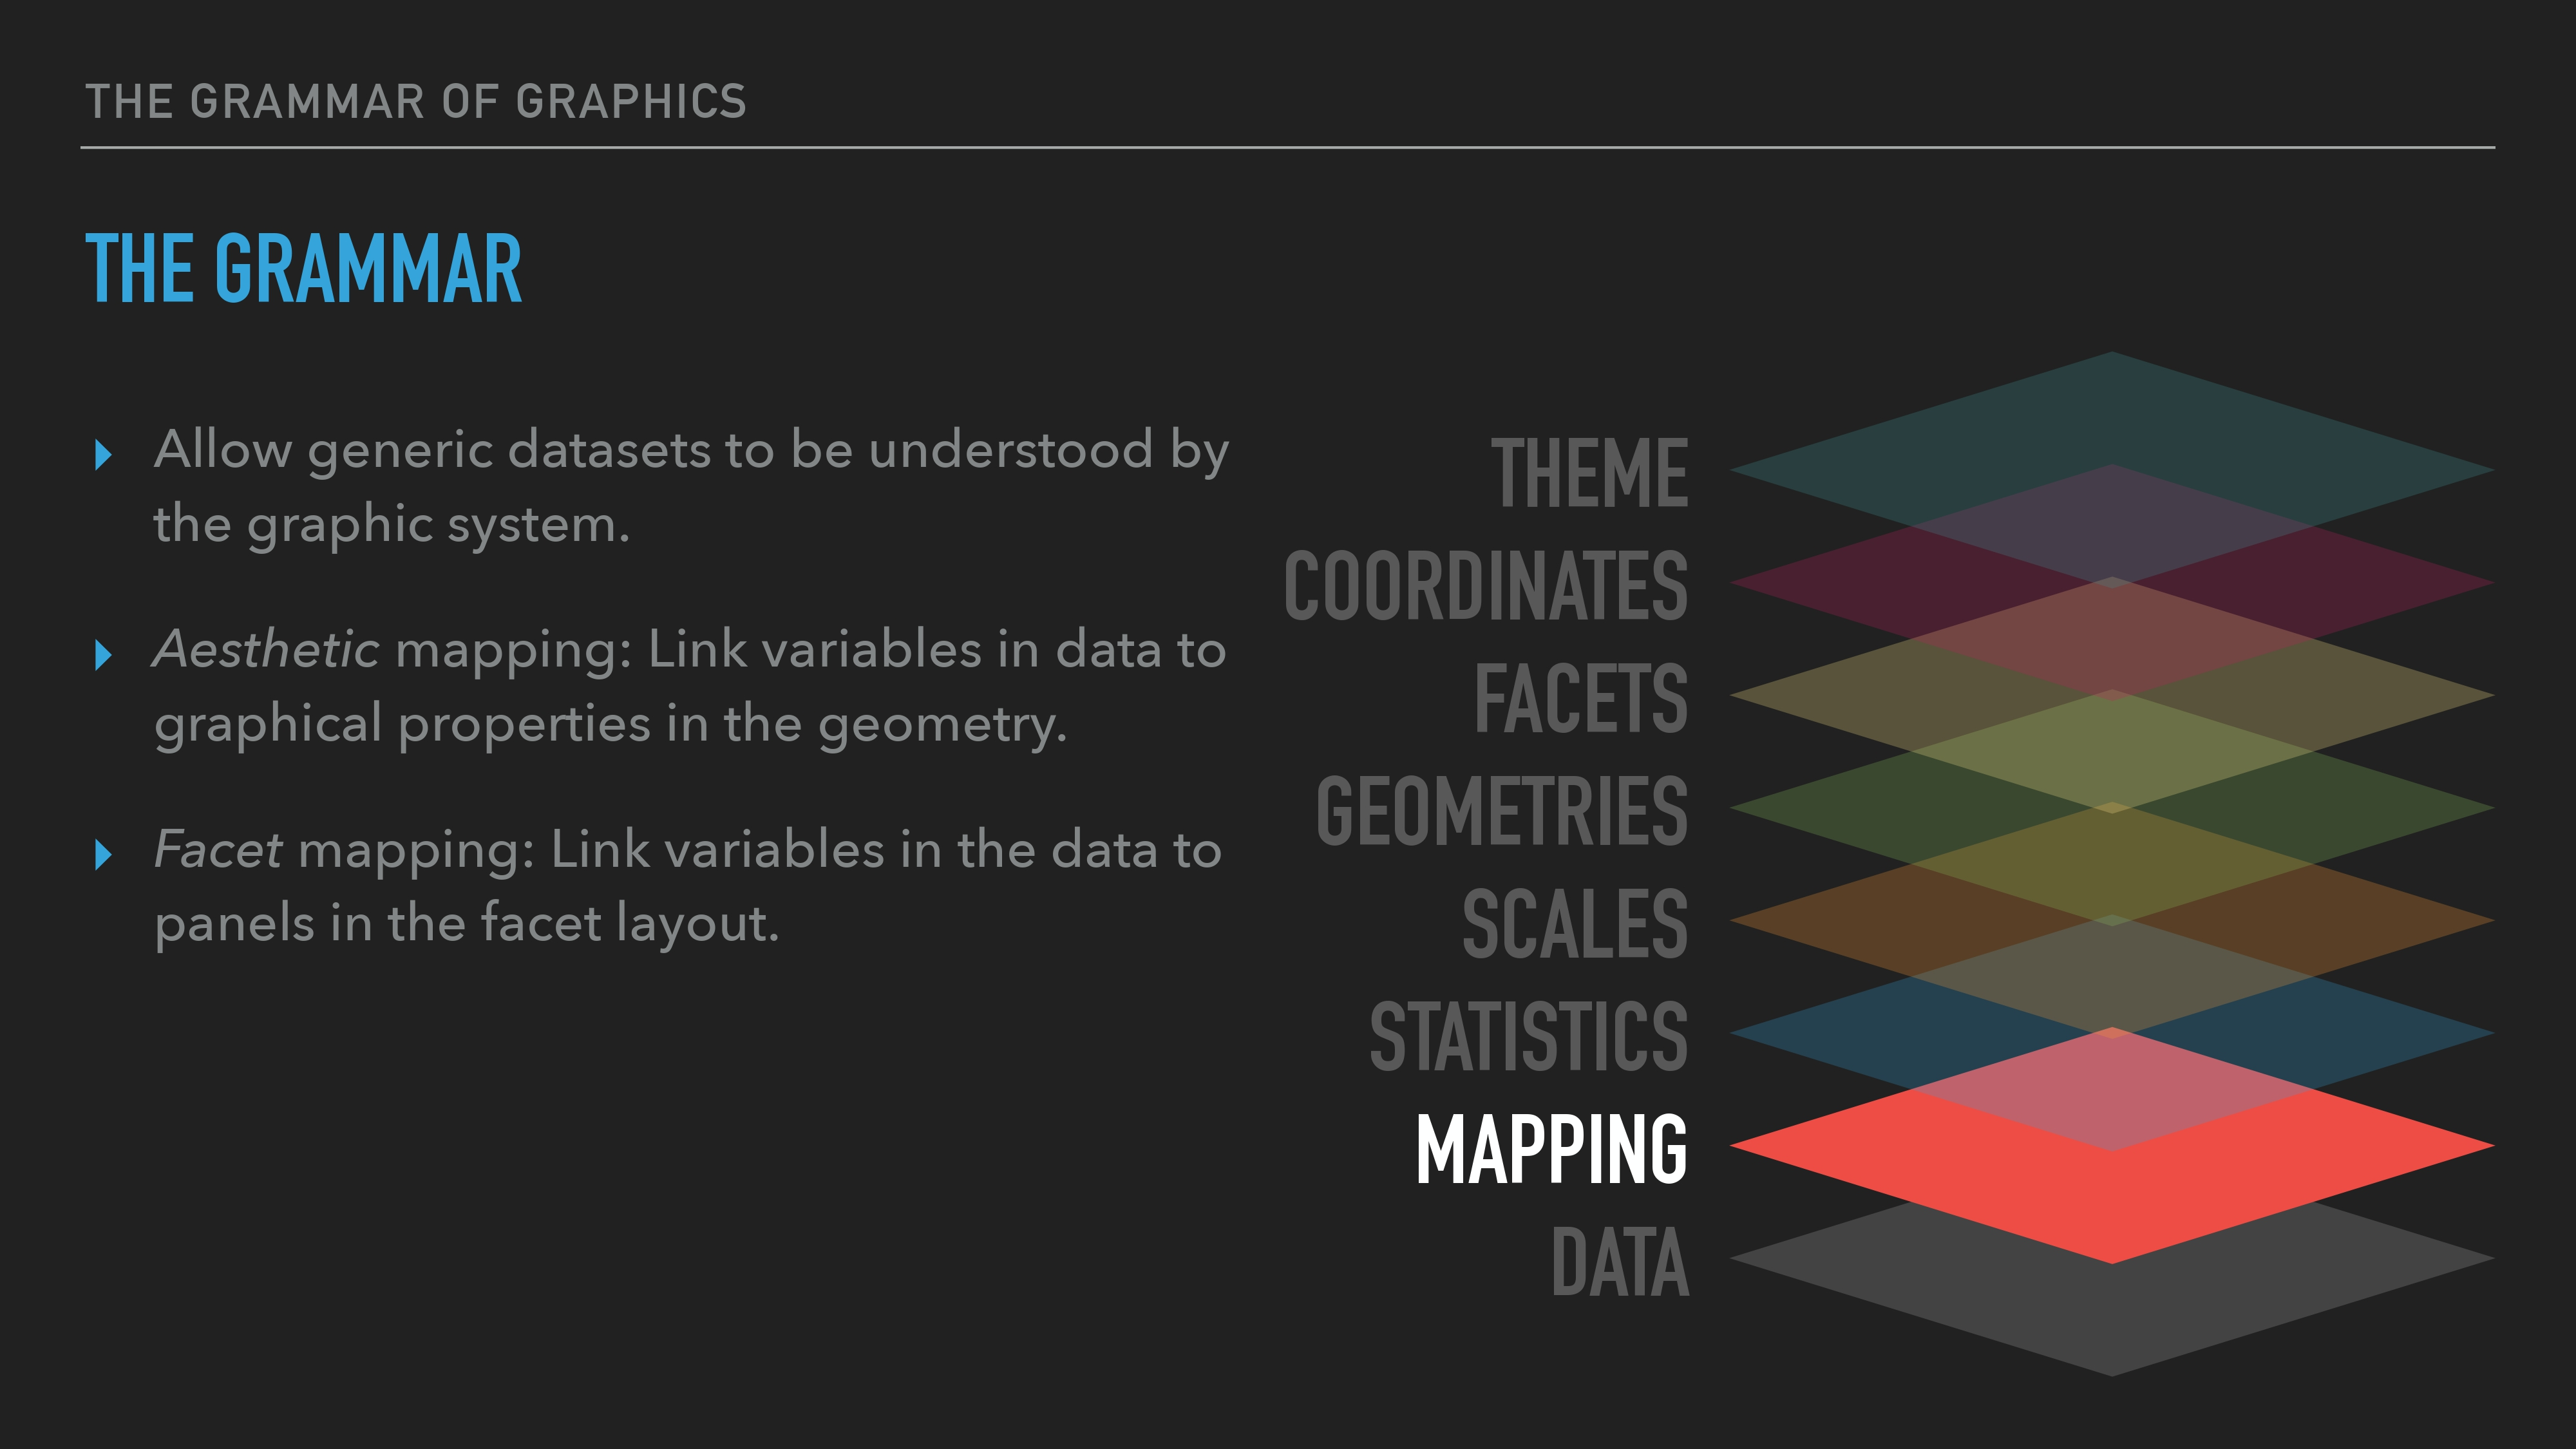 THE GRAMMAR OF GRAPHICS
THE GRAMMAR
Allow generic datasets to be understood by
the graphic system.
Aesthetic mapping: Link variables in data to
graphical properties in the geometry.
Facet mapping: Link variables in the data to
panels in the facet layout.
THEME
COORDINATES
FACETS
GEOMETRIES
SCALES
STATISTICS
MAPPING
DATA